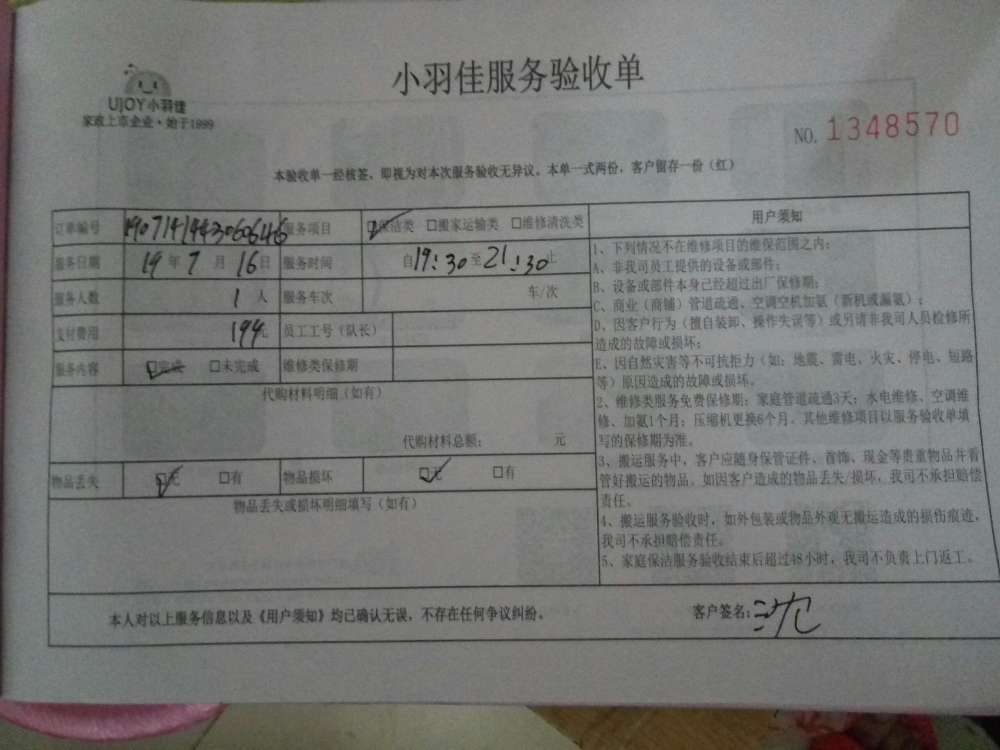 小羽佳服务验收单
UJOY小羽佳
家政上市企业·始于1999
NO. 1348570
本验收单一经核签、即视为对本次服务验收无异议。本单一式两份，客户留存一份（红）
订单编号 服务项目 ☑保洁类 □搬家运输类 □维修清洗类
服务日期 19年7月16日 服务时间 自19:30至21:30止
服务人数 1人 服务车次 车/次
支付费用 194元 员工工号（队长）
服务内容 ☑完成 □未完成 维修类保修期
代购材料明细（如有）
代购材料总额： 元
物品丢失 ☑无 □有 物品损坏 ☑无 □有
物品丢失或损坏明细填写（如有）
用户须知
1、下列情况不在维修项目的维保范围之内：
A、非我司员工提供的设备或部件；
B、设备或部件本身已经超过出厂保修期；
C、商业（商铺）管道疏通、空调空机加氨（新机或漏氨）；
D、因客户行为（擅自装卸、操作失误等）或另请非我司人员检修所
造成的故障或损坏；
E、因自然灾害等不可抗拒力（如：地震、雷电、火灾、停电、短路
等）原因造成的故障或损坏。
2、维修类服务免费保修期：家庭管道疏通3天；水电维修、空调维
修、加氨1个月；压缩机更换6个月。其他维修项目以服务验收单填
写的保修期为准。
3、搬运服务中，客户应随身保管证件、首饰、现金等贵重物品并看
管好搬运的物品。如因客户造成的物品丢失/损坏，我司不承担赔偿
责任。
4、搬运服务验收时，如外包装或物品外观无搬运造成的损伤痕迹，
我司不承担赔偿责任。
5、家庭保洁服务验收结束后超过48小时，我司不负责上门返工。
本人对以上服务信息以及《用户须知》均已确认无误，不存在任何争议纠纷。 客户签名：沈